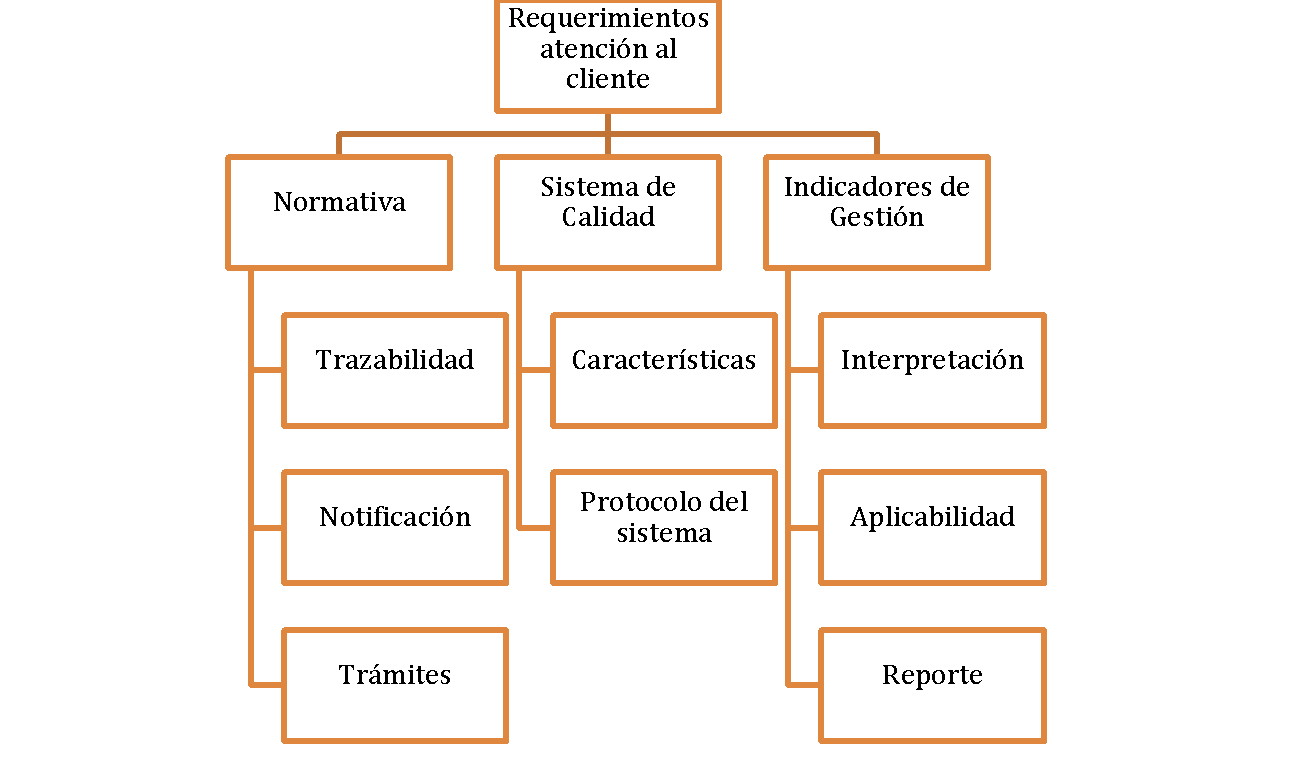 Requerimientos
atención al
cliente
Normativa
Sistema de
Calidad
Indicadores de
Gestión
Trazabilidad
Características
Interpretación
Notificación
Protocolo del
sistema
Aplicabilidad
Trámites
Reporte